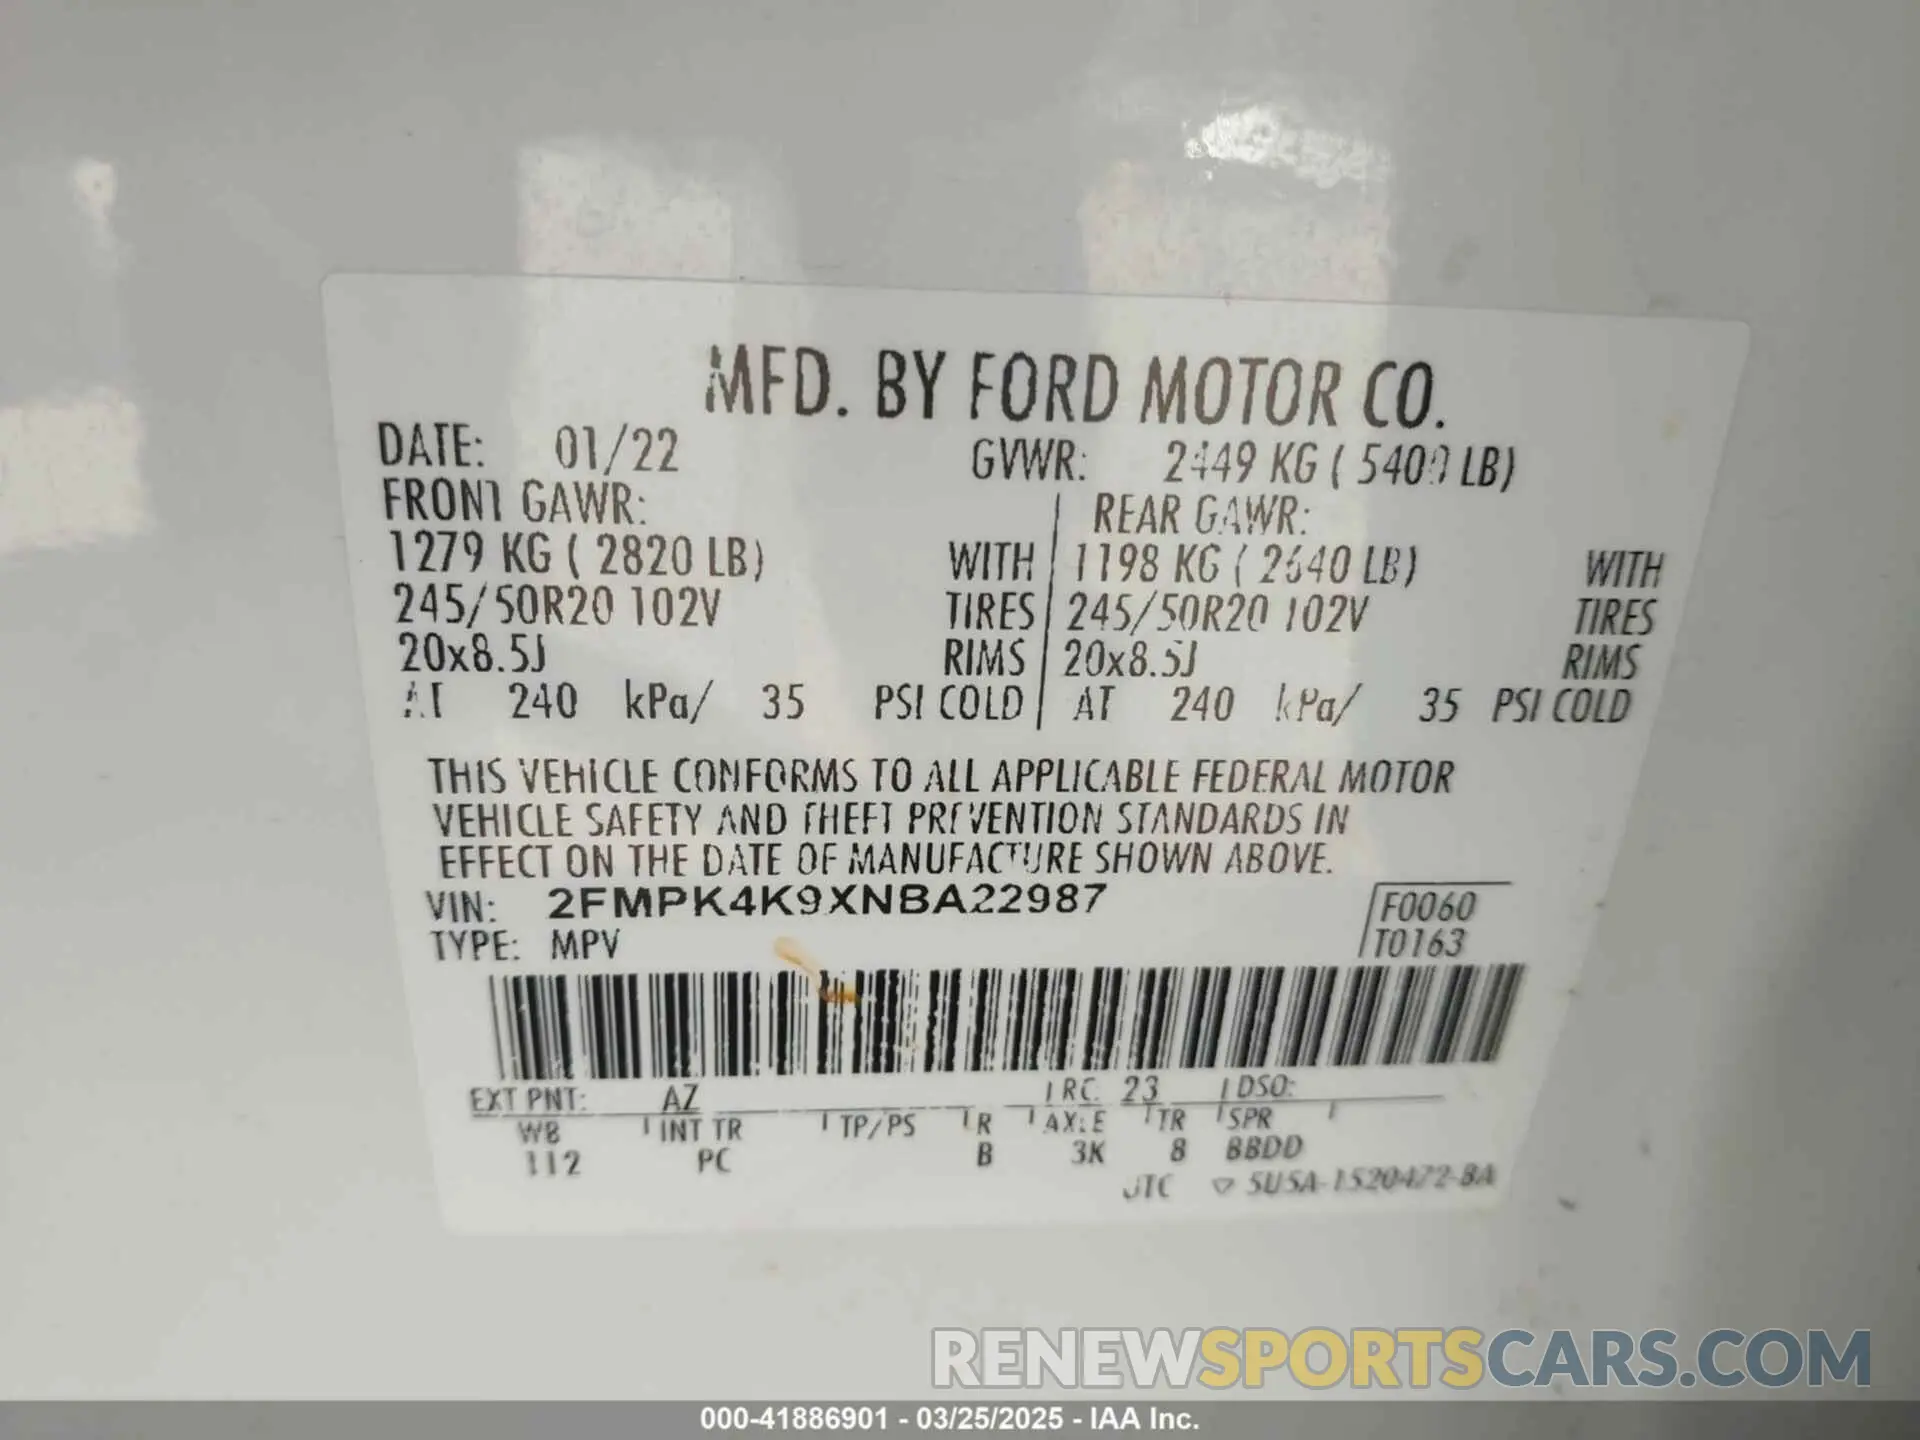 MFD. BY FORD MOTOR CO.
DATE: 01/22 GVWR: 2449 KG ( 5400 LB)
FRONT GAWR: REAR GAWR:
1279 KG ( 2820 LB) WITH 1198 KG ( 2640 LB) WITH
245/50R20 102V TIRES 245/50R20 102V TIRES
20x8.5J RIMS 20x8.5J RIMS
AT 240 kPa/ 35 PSI COLD AT 240 kPa/ 35 PSI COLD
THIS VEHICLE CONFORMS TO ALL APPLICABLE FEDERAL MOTOR
VEHICLE SAFETY AND THEFT PREVENTION STANDARDS IN
EFFECT ON THE DATE OF MANUFACTURE SHOWN ABOVE.
VIN: 2FMPK4K9XNBA22987 F0060
TYPE: MPV T0163
EXT PNT: AZ RC. 23 DSO:
WB INT TR TP/PS R AXLE TR SPR
112 PC B 3K 8 BBDD
UTC ▽ 5U5A-1520472-BA
RENEWSPORTSCARS.COM
000-41886901 - 03/25/2025 - IAA Inc.